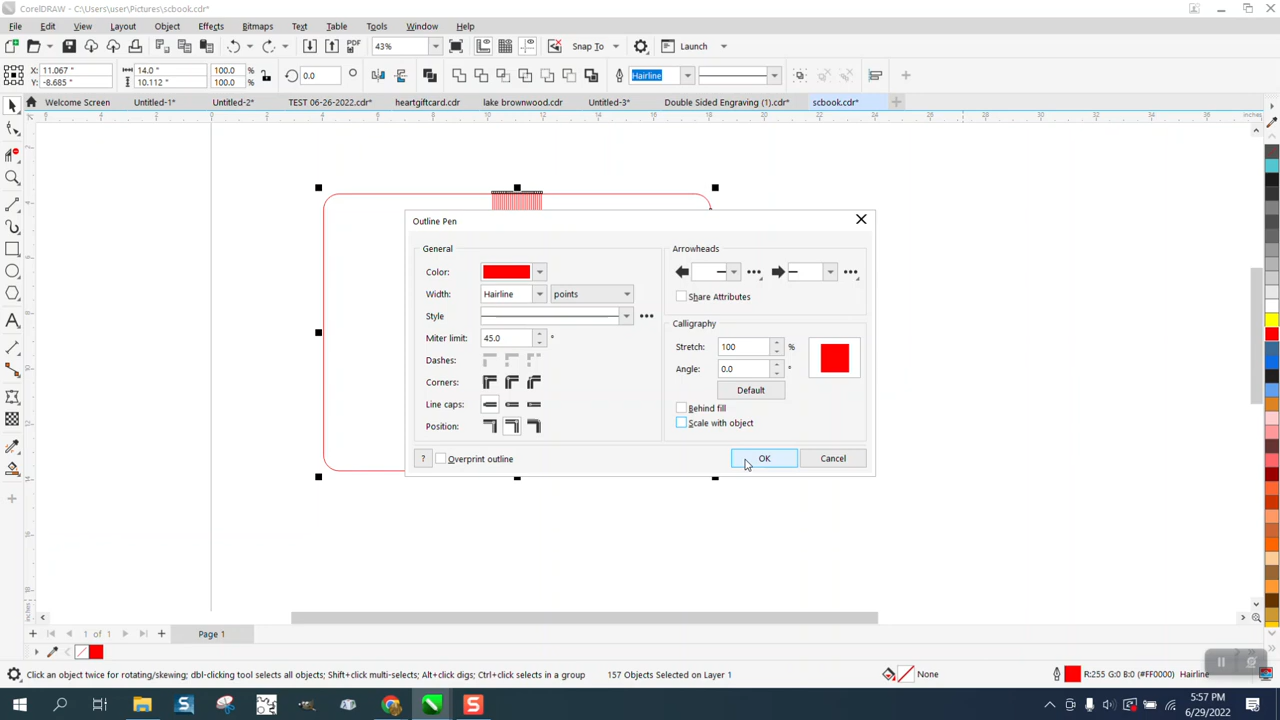 CorelDRAW - C:\Users\user\Pictures\scbook.cdr*
File Edit View Layout Object Effects Bitmaps Text Table Tools Window Help
PDF 43% Snap To Launch
X: 11.067 " 14.0 " 100.0 % 0.0 Hairline
Y: -8.685 " 10.112 " 100.0 %
Welcome Screen Untitled-1* Untitled-2* TEST 06-26-2022.cdr* heartgiftcard.cdr lake brownwood.cdr Untitled-3* Double Sided Engraving (1).cdr* scbook.cdr*
inches
Outline Pen
General
Color:
Width: Hairline points
Style
Miter limit: 45.0 °
Dashes:
Corners:
Line caps:
Position:
? Overprint outline
Arrowheads
Share Attributes
Calligraphy
Stretch: 100 %
Angle: 0.0 °
Default
Behind fill
Scale with object
OK Cancel
1 of 1 Page 1
Click an object twice for rotating/skewing; dbl-clicking tool selects all objects; Shift+click multi-selects; Alt+click digs; Ctrl+click selects in a group 157 Objects Selected on Layer 1 None R:255 G:0 B:0 (#FF0000) Hairline
5:57 PM
6/29/2022